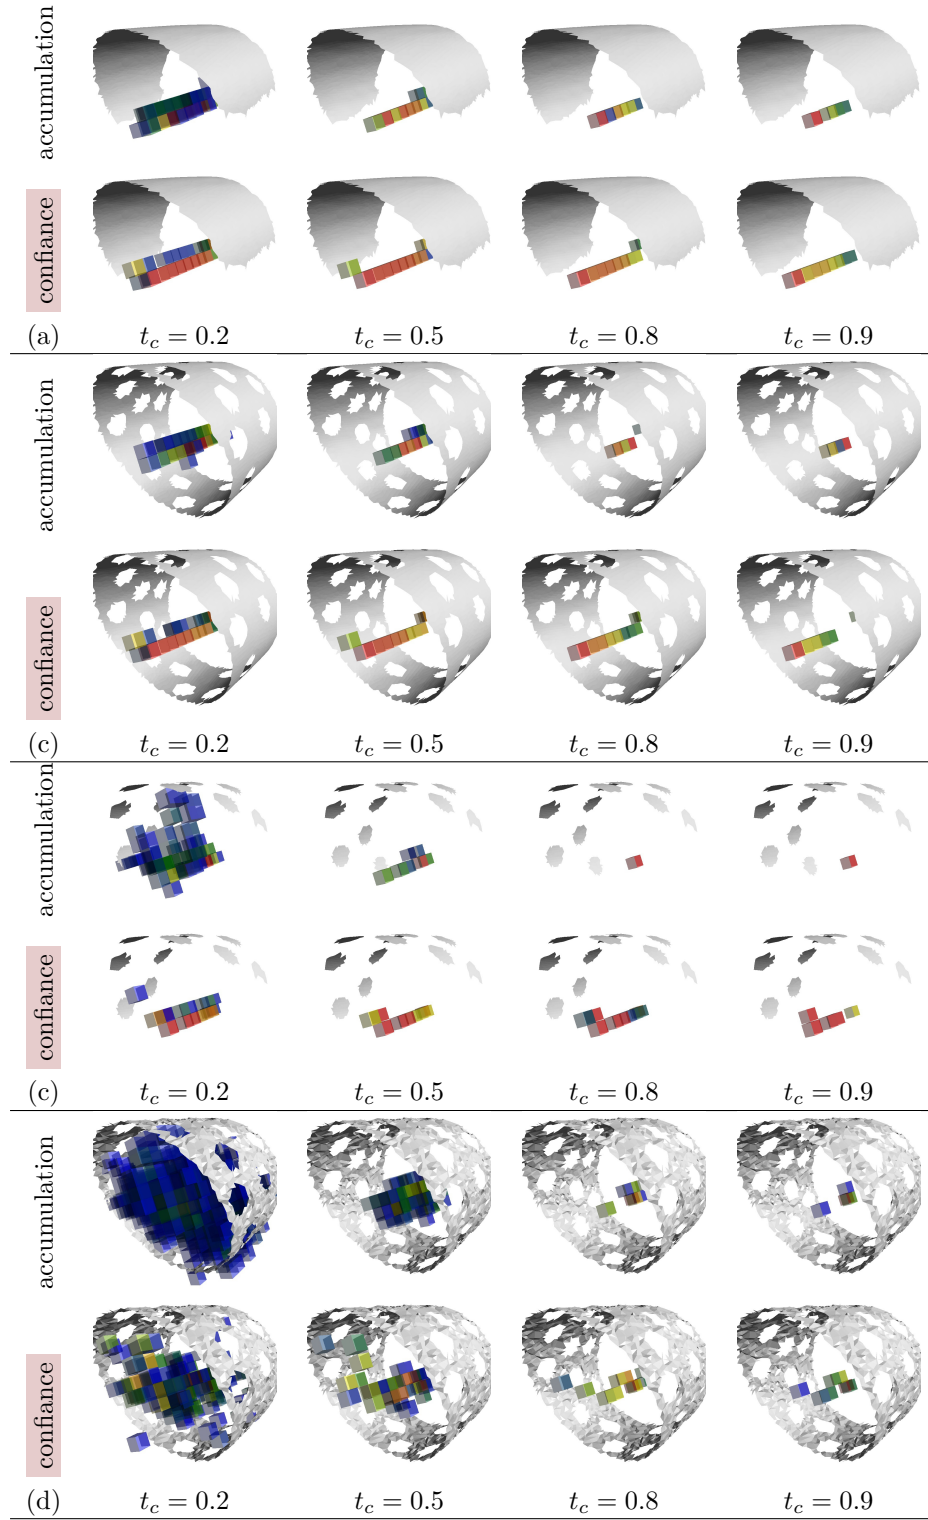 accumulation
confiance
(a) t_c = 0.2 t_c = 0.5 t_c = 0.8 t_c = 0.9
accumulation
confiance
(c) t_c = 0.2 t_c = 0.5 t_c = 0.8 t_c = 0.9
accumulation
confiance
(c) t_c = 0.2 t_c = 0.5 t_c = 0.8 t_c = 0.9
accumulation
confiance
(d) t_c = 0.2 t_c = 0.5 t_c = 0.8 t_c = 0.9